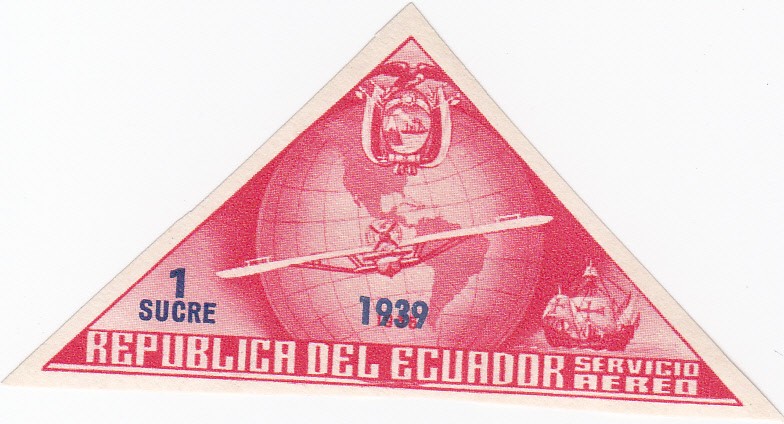 1
SUCRE
1939
REPUBLICA DEL ECUADOR SERVICIO
AEREO